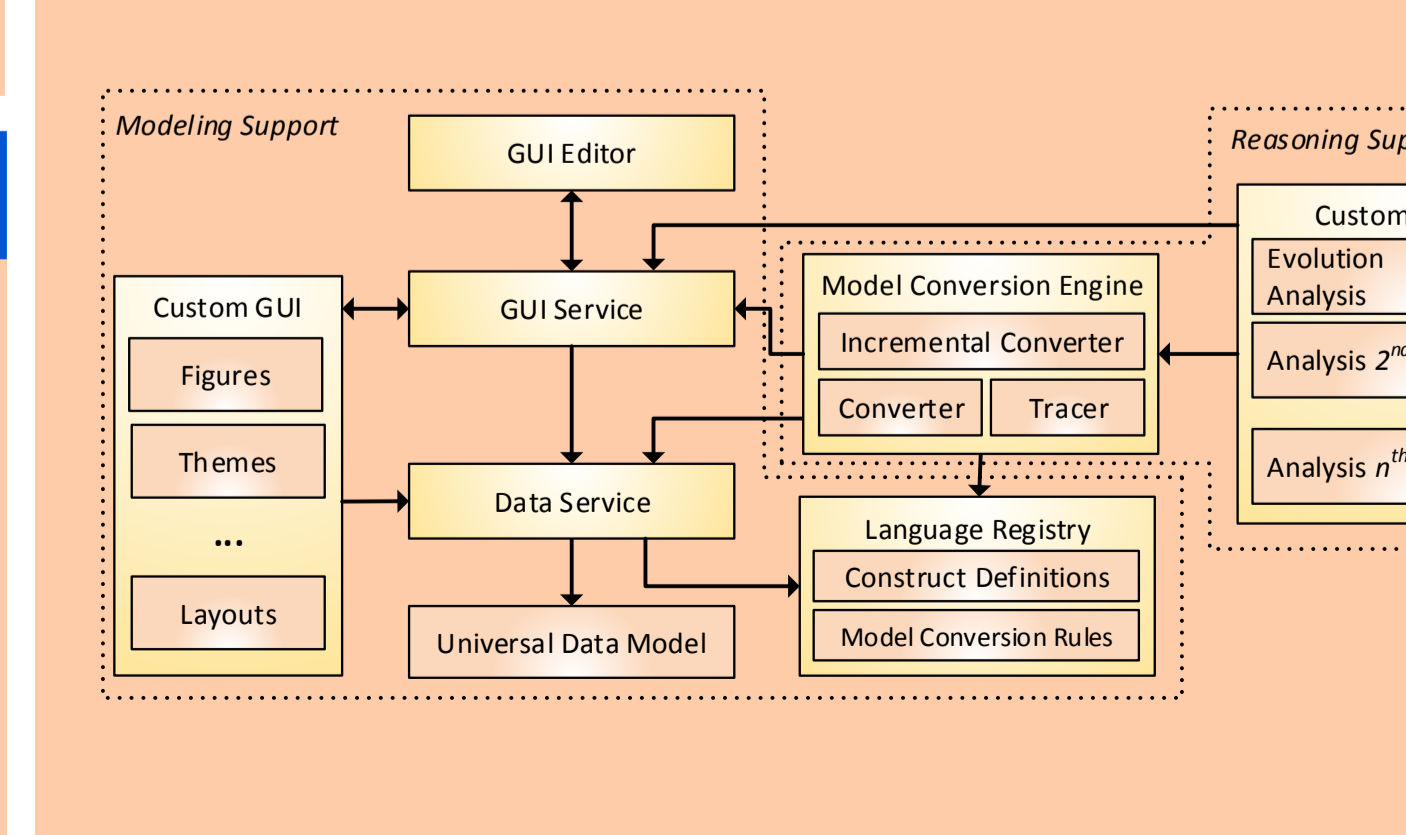 Modeling Support
GUI Editor
Reasoning
Custom
Evolution
Analysis
Analysis 2
Analysis n^th
Custom GUI
Figures
Themes
...
Layouts
GUI Service
Model Conversion Engine
Incremental Converter
Converter
Tracer
Data Service
Language Registry
Construct Definitions
Model Conversion Rules
Universal Data Model